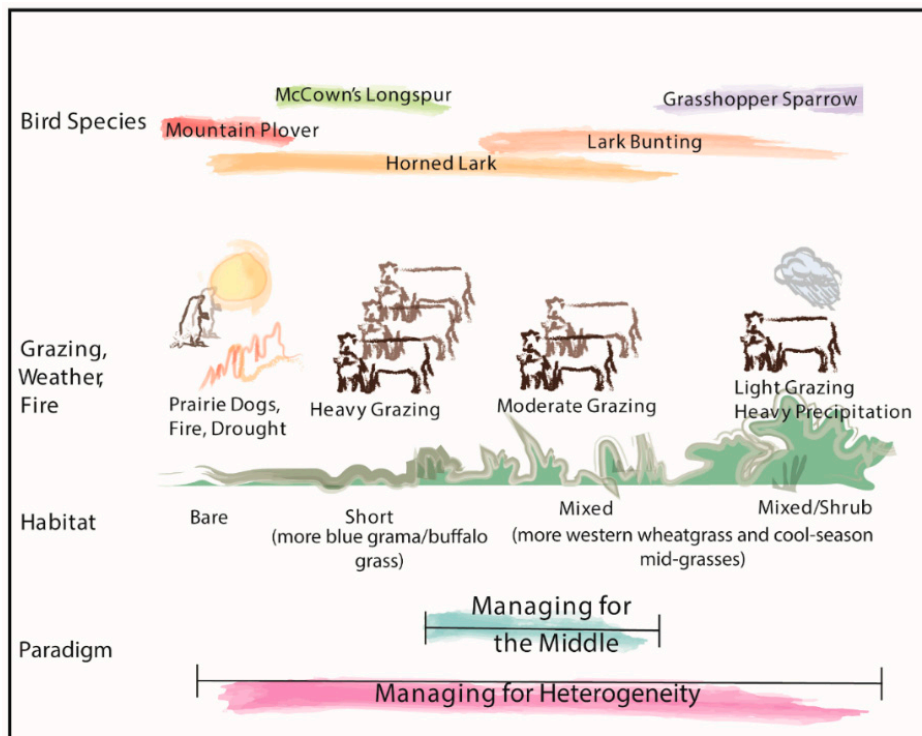 Bird Species
McCown's Longspur
Grasshopper Sparrow
Mountain Plover
Lark Bunting
Horned Lark
Grazing,
Weather,
Fire
Prairie Dogs,
Fire, Drought
Heavy Grazing
Moderate Grazing
Light Grazing
Heavy Precipitation
Habitat
Bare
Short
(more blue grama/buffalo
grass)
Mixed
Mixed/Shrub
(more western wheatgrass and cool-season
mid-grasses)
Paradigm
Managing for
the Middle
Managing for Heterogeneity